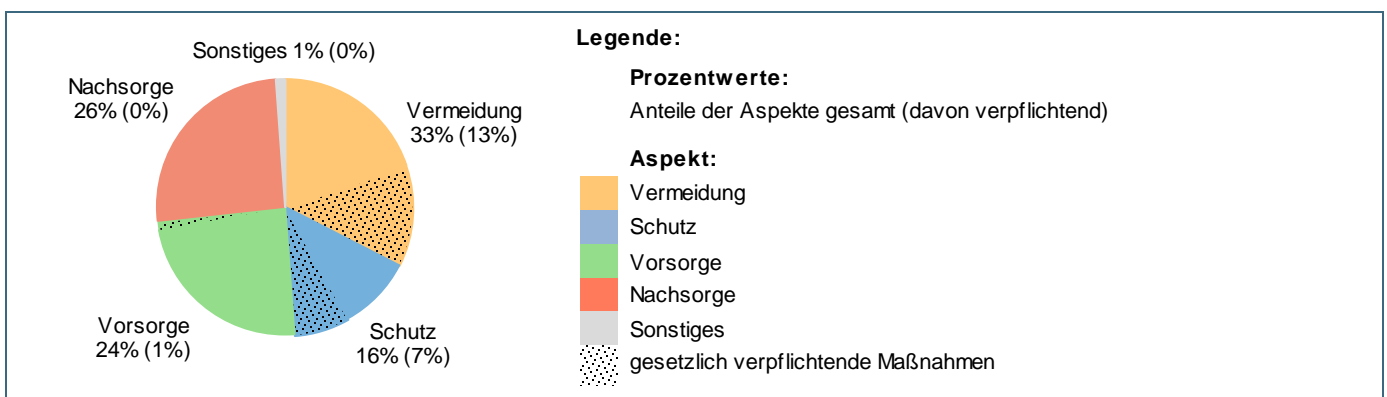 Sonstiges 1% (0%)
Nachsorge
26% (0%)
Vermeidung
33% (13%)
Vorsorge
24% (1%)
Schutz
16% (7%)
Legende:
Prozentwerte:
Anteile der Aspekte gesamt (davon verpflichtend)
Aspekt:
Vermeidung
Schutz
Vorsorge
Nachsorge
Sonstiges
gesetzlich verpflichtende Maßnahmen